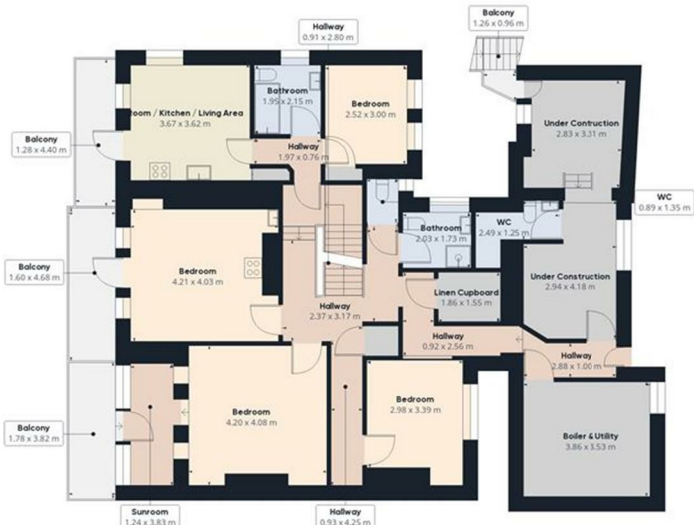 Hallway
0.91 x 2.80 m
Balcony
1.26 x 0.96 m
Bathroom
1.95 x 2.15 m
room / Kitchen / Living Area
3.67 x 3.62 m
Bedroom
2.52 x 3.00 m
Under Contruction
2.83 x 3.31 m
Balcony
1.28 x 4.40 m
Hallway
1.97 x 0.76 m
WC
0.89 x 1.35 m
Bathroom
2.03 x 1.73 m
WC
2.49 x 1.25 m
Balcony
1.60 x 4.68 m
Bedroom
4.21 x 4.03 m
Under Construction
2.94 x 4.18 m
Linen Cupboard
1.86 x 1.55 m
Hallway
2.37 x 3.17 m
Hallway
0.92 x 2.56 m
Hallway
2.88 x 1.00 m
Balcony
1.78 x 3.82 m
Bedroom
4.20 x 4.08 m
Bedroom
2.98 x 3.39 m
Boiler & Utility
3.86 x 3.53 m
Sunroom
1.24 x 3.83 m
Hallway
0.93 x 4.25 m